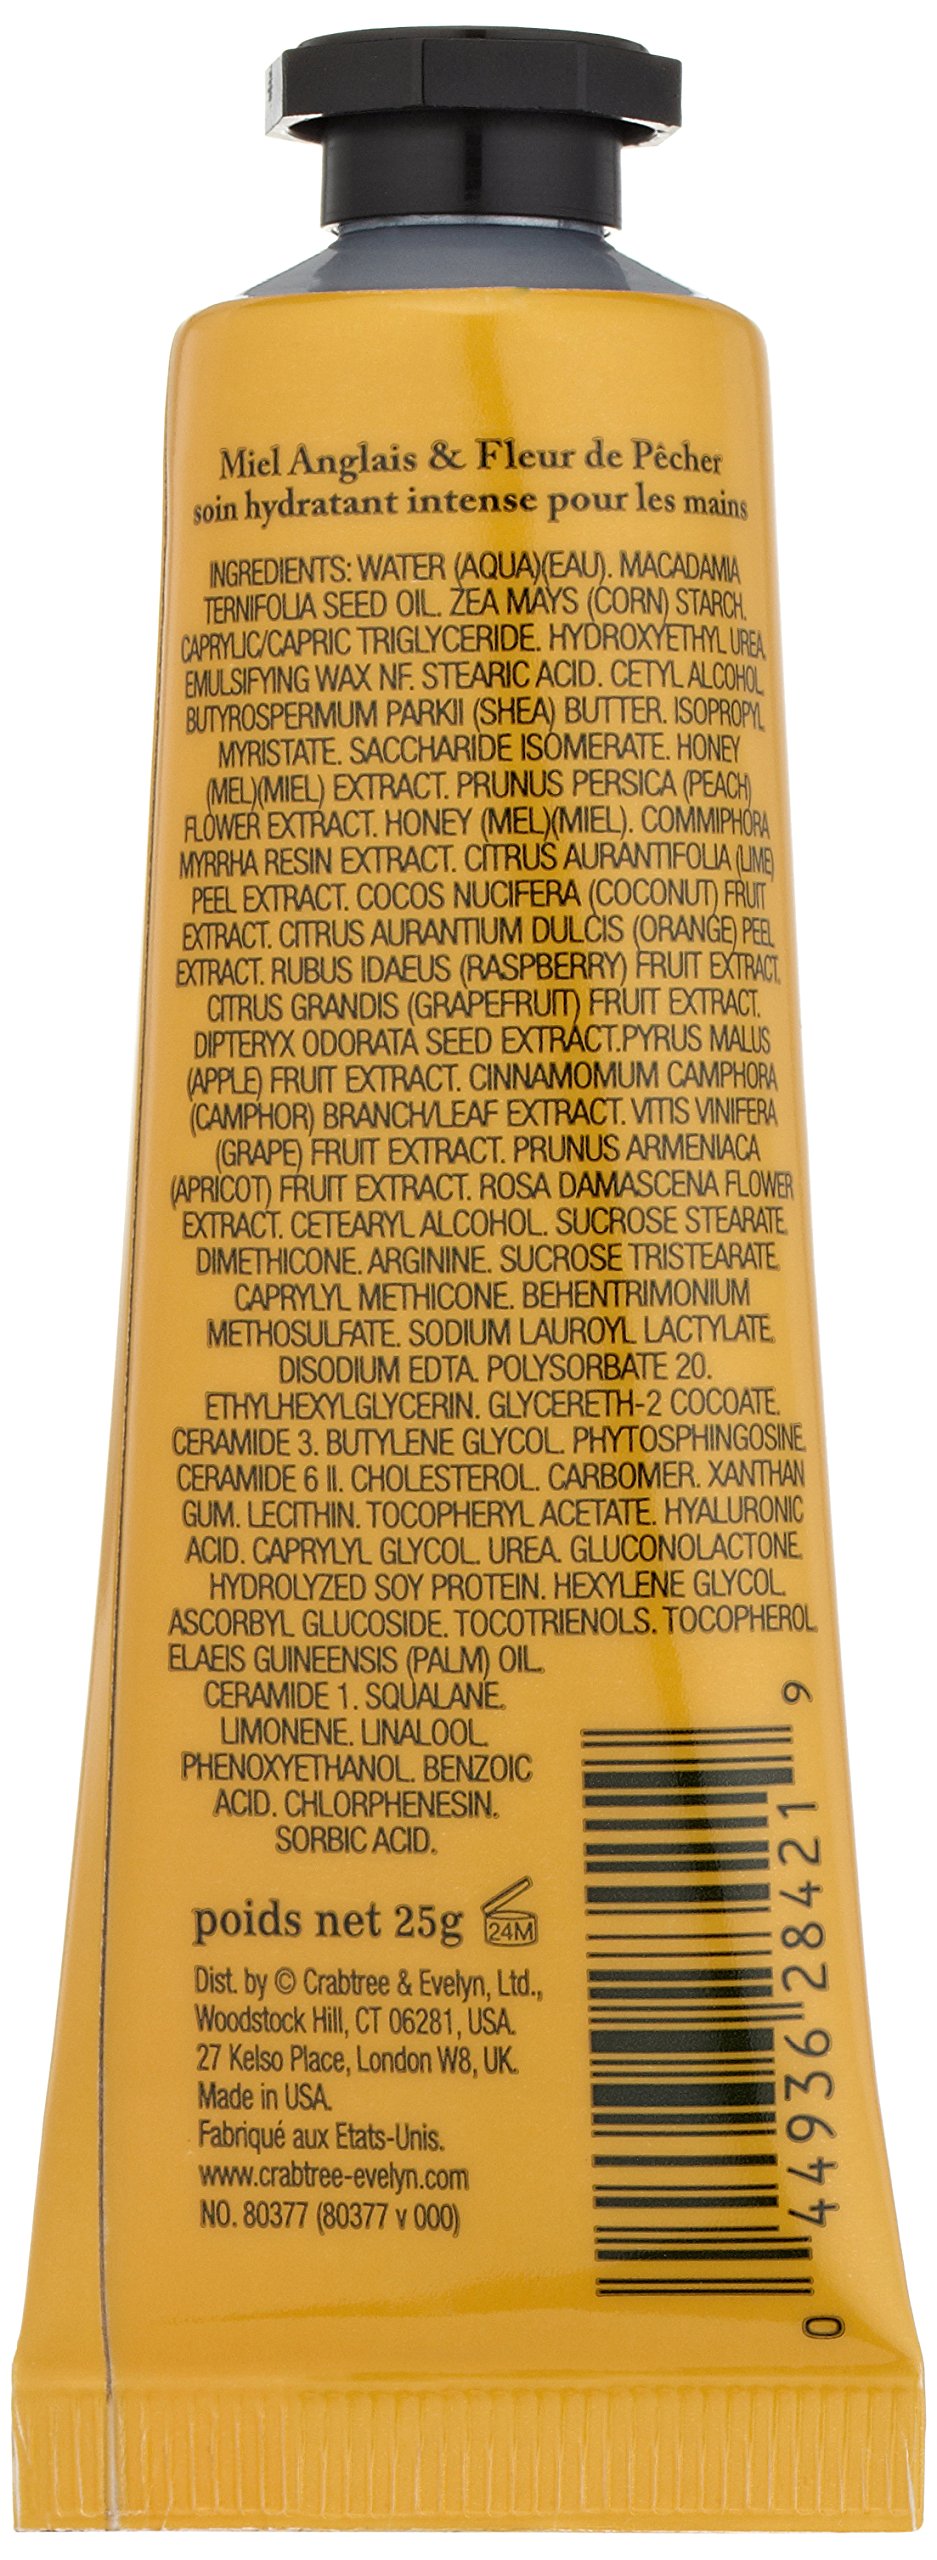 Miel Anglais & Fleur de Pêcher
soin hydratant intense pour les mains
INGREDIENTS: WATER (AQUA)(EAU). MACADAMIA
TERNIFOLIA SEED OIL. ZEA MAYS (CORN) STARCH.
CAPRYLIC/CAPRIC TRIGLYCERIDE. HYDROXYETHYL UREA.
EMULSIFYING WAX NF. STEARIC ACID. CETYL ALCOHOL.
BUTYROSPERMUM PARKII (SHEA) BUTTER. ISOPROPYL
MYRISTATE. SACCHARIDE ISOMERATE. HONEY
(MEL)(MIEL) EXTRACT. PRUNUS PERSICA (PEACH)
FLOWER EXTRACT. HONEY (MEL)(MIEL). COMMIPHORA
MYRRHA RESIN EXTRACT. CITRUS AURANTIFOLIA (LIME)
PEEL EXTRACT. COCOS NUCIFERA (COCONUT) FRUIT
EXTRACT. CITRUS AURANTIUM DULCIS (ORANGE) PEEL
EXTRACT. RUBUS IDAEUS (RASPBERRY) FRUIT EXTRACT.
CITRUS GRANDIS (GRAPEFRUIT) FRUIT EXTRACT.
DIPTERYX ODORATA SEED EXTRACT.PYRUS MALUS
(APPLE) FRUIT EXTRACT. CINNAMOMUM CAMPHORA
(CAMPHOR) BRANCH/LEAF EXTRACT. VITIS VINIFERA
(GRAPE) FRUIT EXTRACT. PRUNUS ARMENIACA
(APRICOT) FRUIT EXTRACT. ROSA DAMASCENA FLOWER
EXTRACT. CETEARYL ALCOHOL. SUCROSE STEARATE.
DIMETHICONE. ARGININE. SUCROSE TRISTEARATE.
CAPRYLYL METHICONE. BEHENTRIMONIUM
METHOSULFATE. SODIUM LAUROYL LACTYLATE.
DISODIUM EDTA. POLYSORBATE 20.
ETHYLHEXYLGLYCERIN. GLYCERETH-2 COCOATE.
CERAMIDE 3. BUTYLENE GLYCOL. PHYTOSPHINGOSINE.
CERAMIDE 6 II. CHOLESTEROL. CARBOMER. XANTHAN
GUM. LECITHIN. TOCOPHERYL ACETATE. HYALURONIC
ACID. CAPRYLYL GLYCOL. UREA. GLUCONOLACTONE.
HYDROLYZED SOY PROTEIN. HEXYLENE GLYCOL.
ASCORBYL GLUCOSIDE. TOCOTRIENOLS. TOCOPHEROL.
ELAEIS GUINEENSIS (PALM) OIL.
CERAMIDE 1. SQUALANE.
LIMONENE. LINALOOL.
PHENOXYETHANOL. BENZOIC
ACID. CHLORPHENESIN.
SORBIC ACID.
poids net 25g 24M
Dist. by © Crabtree & Evelyn, Ltd.,
Woodstock Hill, CT 06281, USA.
27 Kelso Place, London W8, UK.
Made in USA.
Fabriqué aux Etats-Unis.
www.crabtree-evelyn.com
NO. 80377 (80377 v 000)
0 44936 28421 9